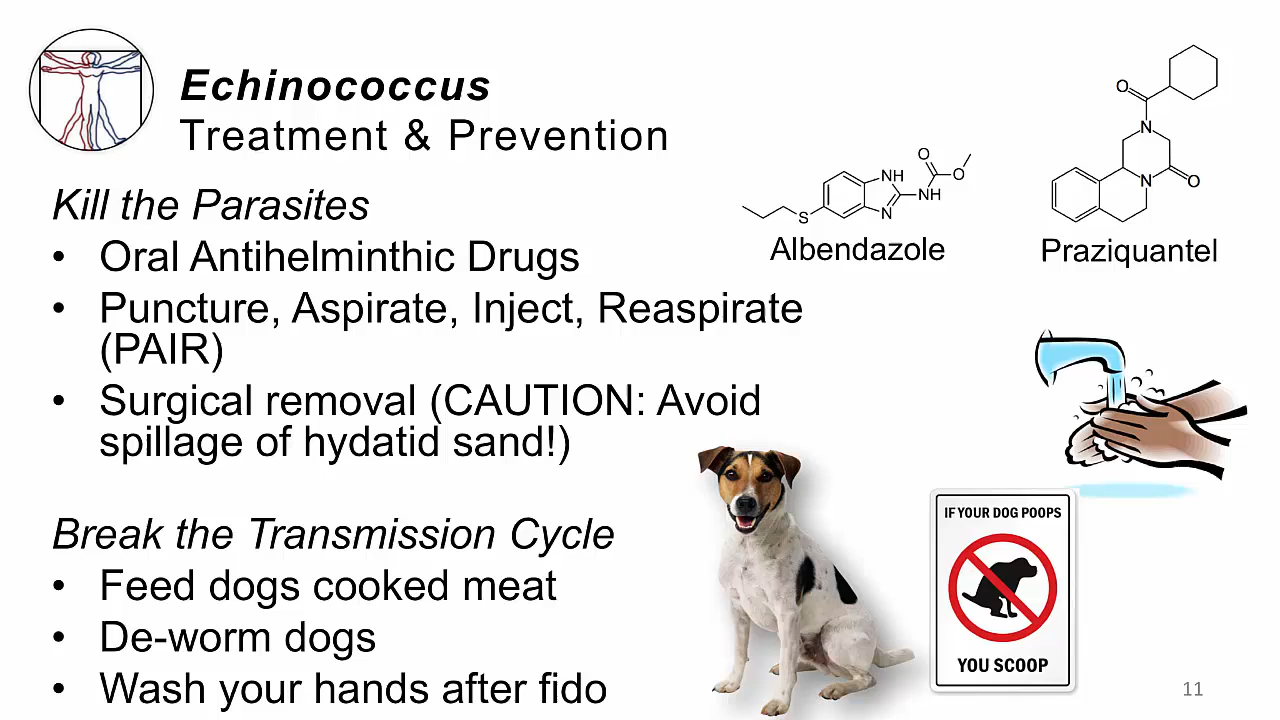 Echinococcus
Treatment & Prevention
Kill the Parasites
• Oral Antihelminthic Drugs
• Puncture, Aspirate, Inject, Reaspirate
(PAIR)
• Surgical removal (CAUTION: Avoid
spillage of hydatid sand!)
Break the Transmission Cycle
• Feed dogs cooked meat
• De-worm dogs
• Wash your hands after fido
O
NH
O
NH
N
S
Albendazole
O
N
N
O
Praziquantel
IF YOUR DOG POOPS
YOU SCOOP
11